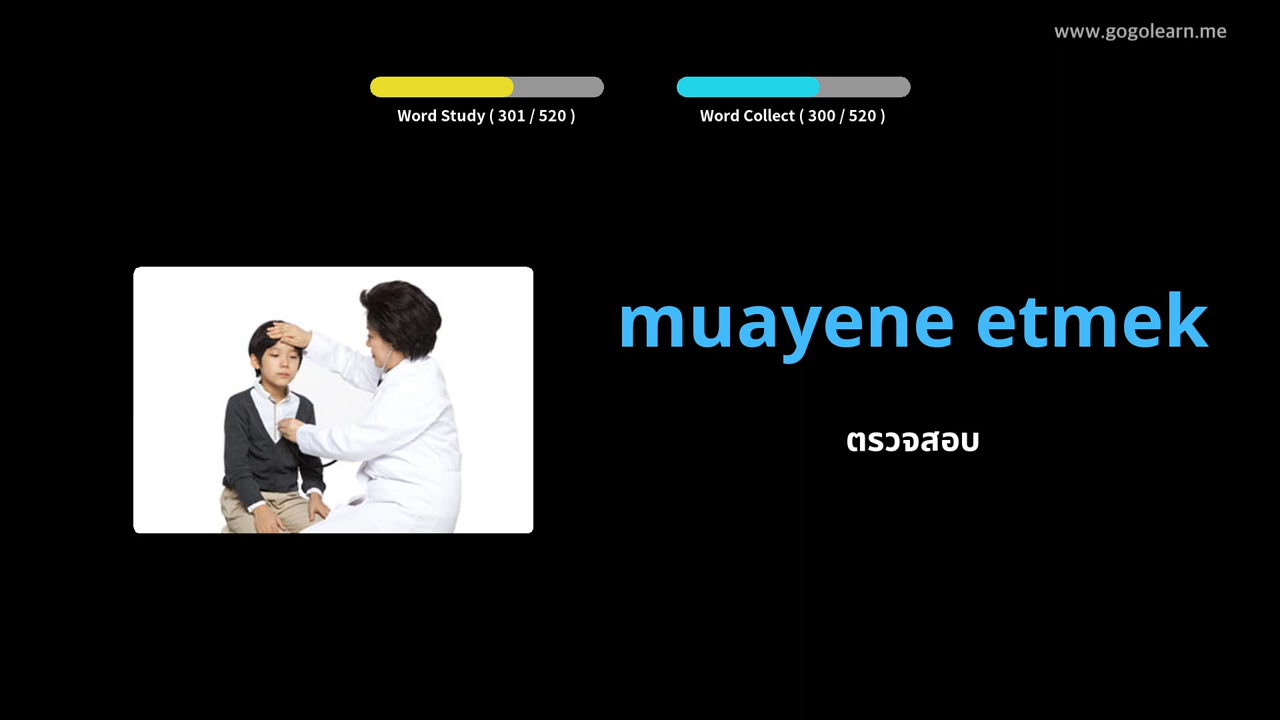 www.gogolearn.me
Word Study ( 301 / 520 )
Word Collect ( 300 / 520 )
muayene etmek
ตรวจสอบ